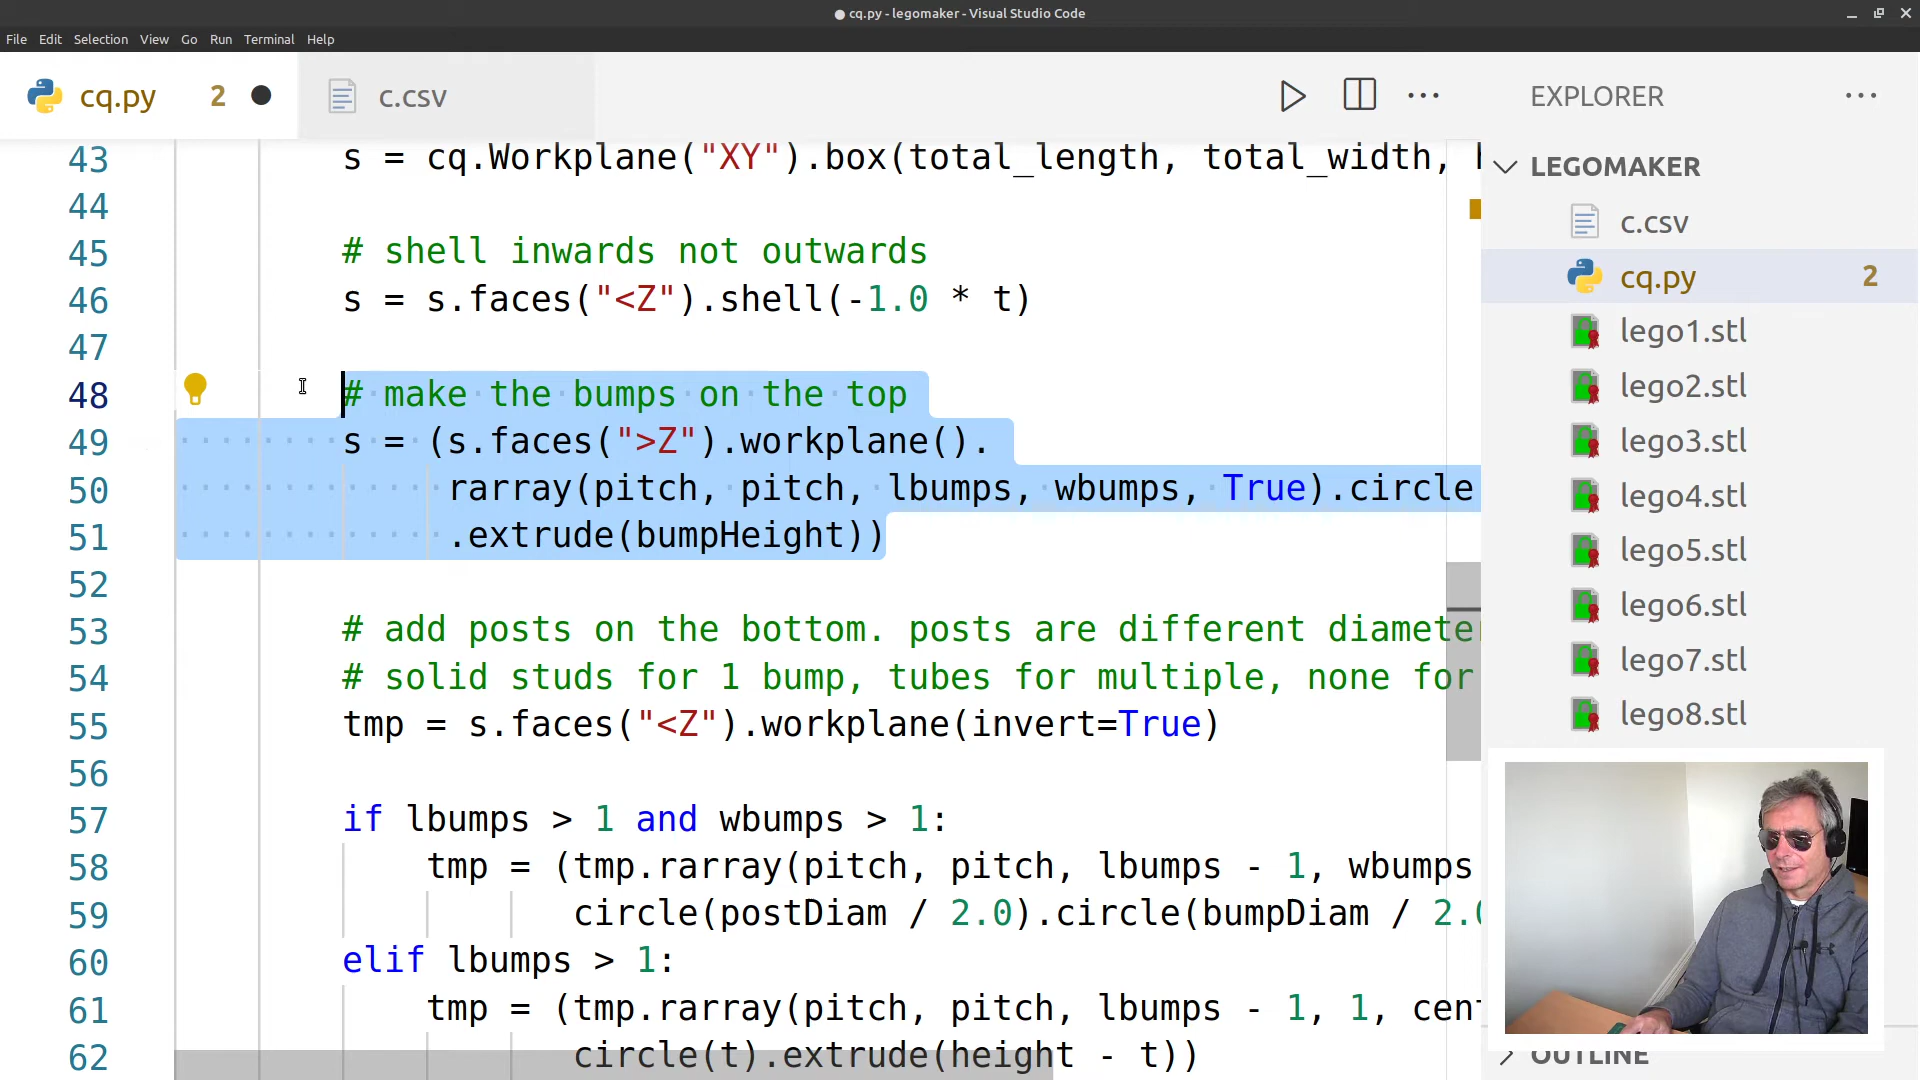 cq.py - legomaker - Visual Studio Code
File Edit Selection View Go Run Terminal Help
cq.py 2
c.csv
EXPLORER
43 s = cq.Workplane("XY").box(total_length, total_width,
44
45 # shell inwards not outwards
46 s = s.faces("<Z").shell(-1.0 * t)
47
48 # make the bumps on the top
49 s = (s.faces(">Z").workplane().
50 rarray(pitch, pitch, lbumps, wbumps, True).circle
51 .extrude(bumpHeight))
52
53 # add posts on the bottom. posts are different diamete
54 # solid studs for 1 bump, tubes for multiple, none for
55 tmp = s.faces("<Z").workplane(invert=True)
56
57 if lbumps > 1 and wbumps > 1:
58 tmp = (tmp.rarray(pitch, pitch, lbumps - 1, wbumps
59 circle(postDiam / 2.0).circle(bumpDiam / 2.0
60 elif lbumps > 1:
61 tmp = (tmp.rarray(pitch, pitch, lbumps - 1, 1, cen
62 circle(t).extrude(height - t))
LEGOMAKER
c.csv
cq.py 2
lego1.stl
lego2.stl
lego3.stl
lego4.stl
lego5.stl
lego6.stl
lego7.stl
lego8.stl
OUTLINE